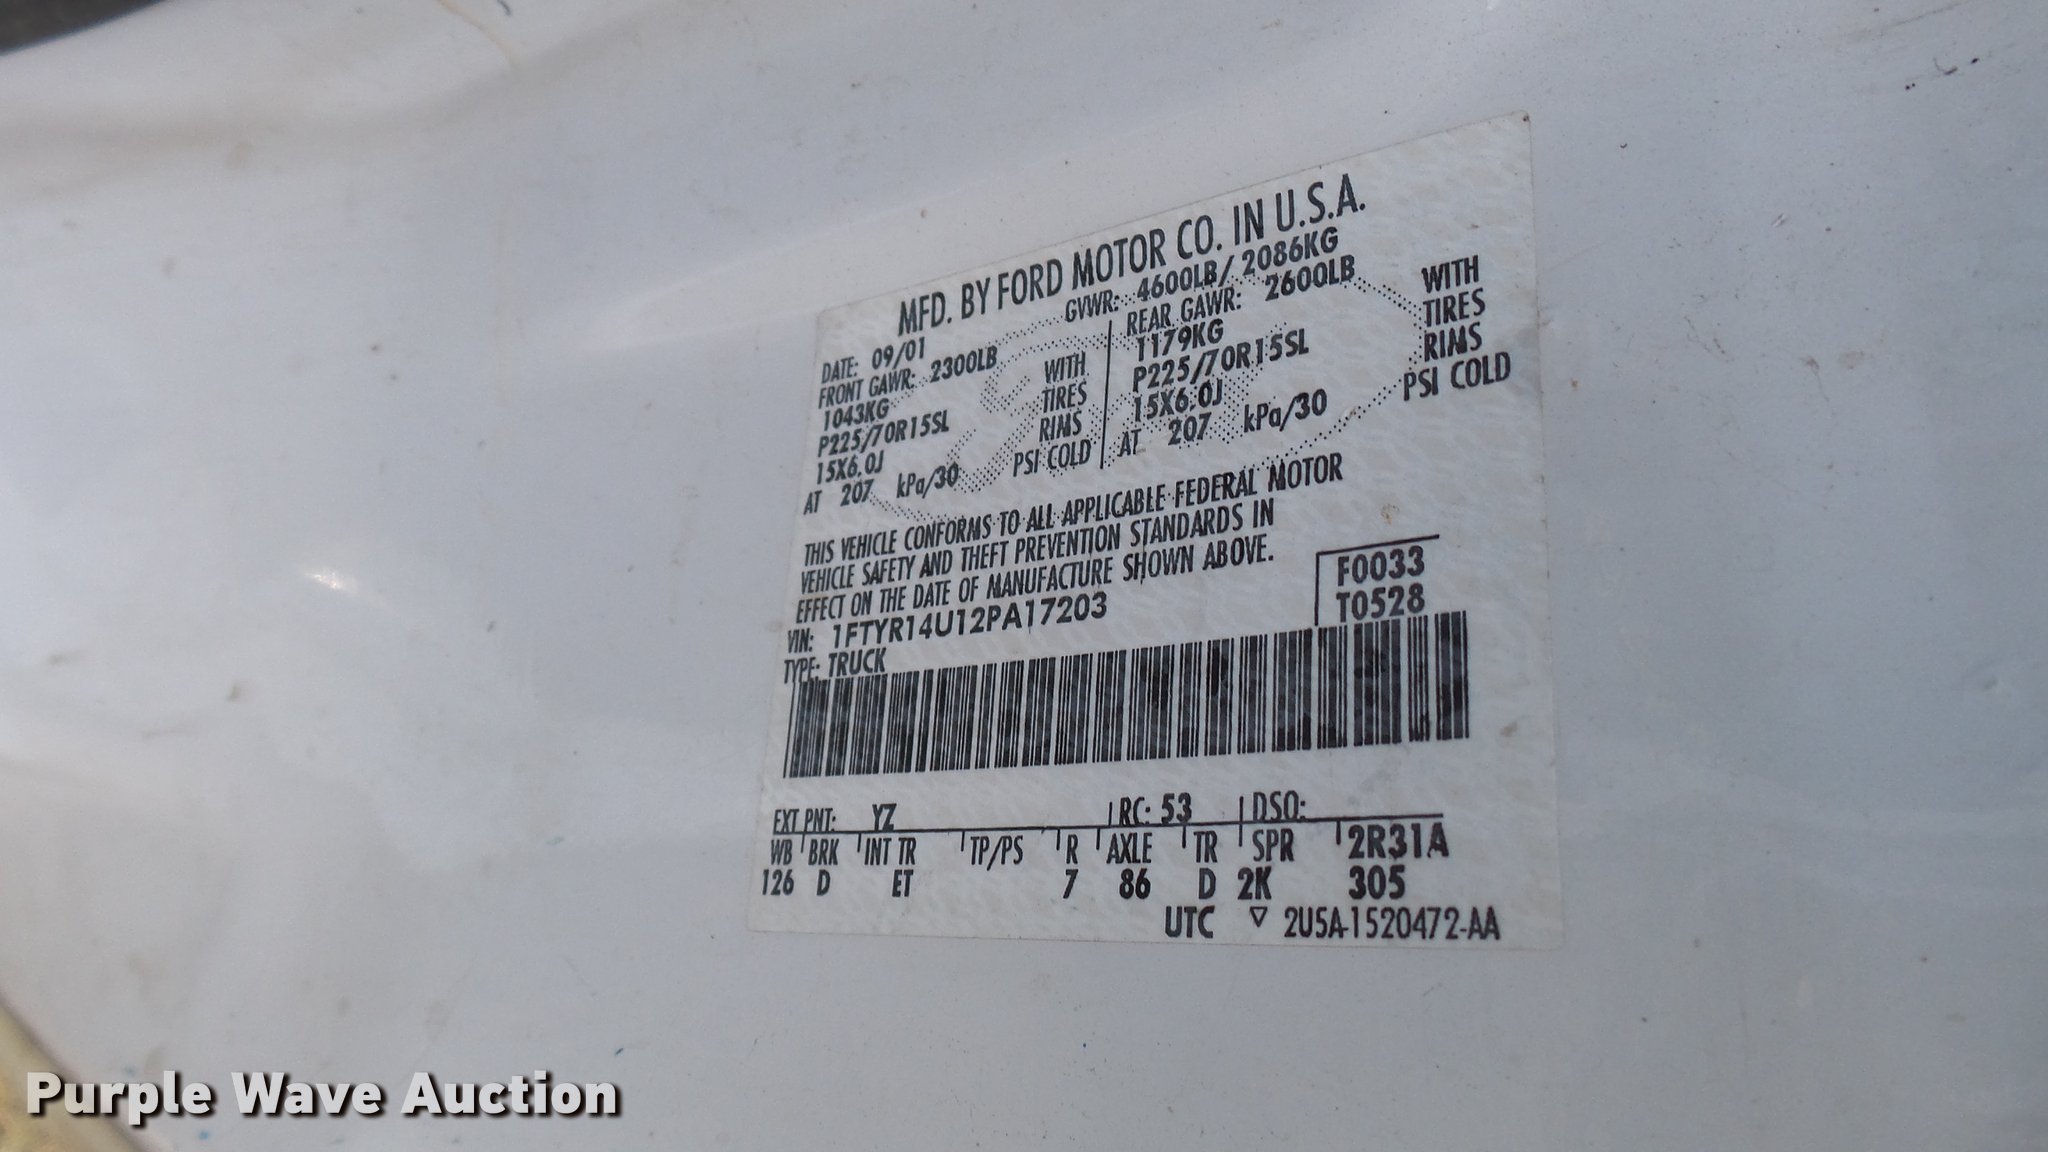 MFD. BY FORD MOTOR CO. IN U.S.A.
DATE: 09/01 GVWR: 4600LB/ 2086KG
FRONT GAWR: 2300LB REAR GAWR: 2600LB
1043KG WITH 1179KG WITH
P225/70R15SL TIRES P225/70R15SL TIRES
15X6.0J RIMS 15X6.0J RIMS
AT 207 kPa/30 PSI COLD AT 207 kPa/30 PSI COLD
THIS VEHICLE CONFORMS TO ALL APPLICABLE FEDERAL MOTOR
VEHICLE SAFETY AND THEFT PREVENTION STANDARDS IN
EFFECT ON THE DATE OF MANUFACTURE SHOWN ABOVE.
VIN: 1FTYR14U12PA17203 F0033
TYPE: TRUCK T0528
EXT PNT: YZ RC: 53 DSO:
WB BRK INT TR TP/PS R AXLE TR SPR 2R31A
126 D ET 7 86 D 2K 305
UTC ▽ 2U5A-1520472-AA
Purple Wave Auction